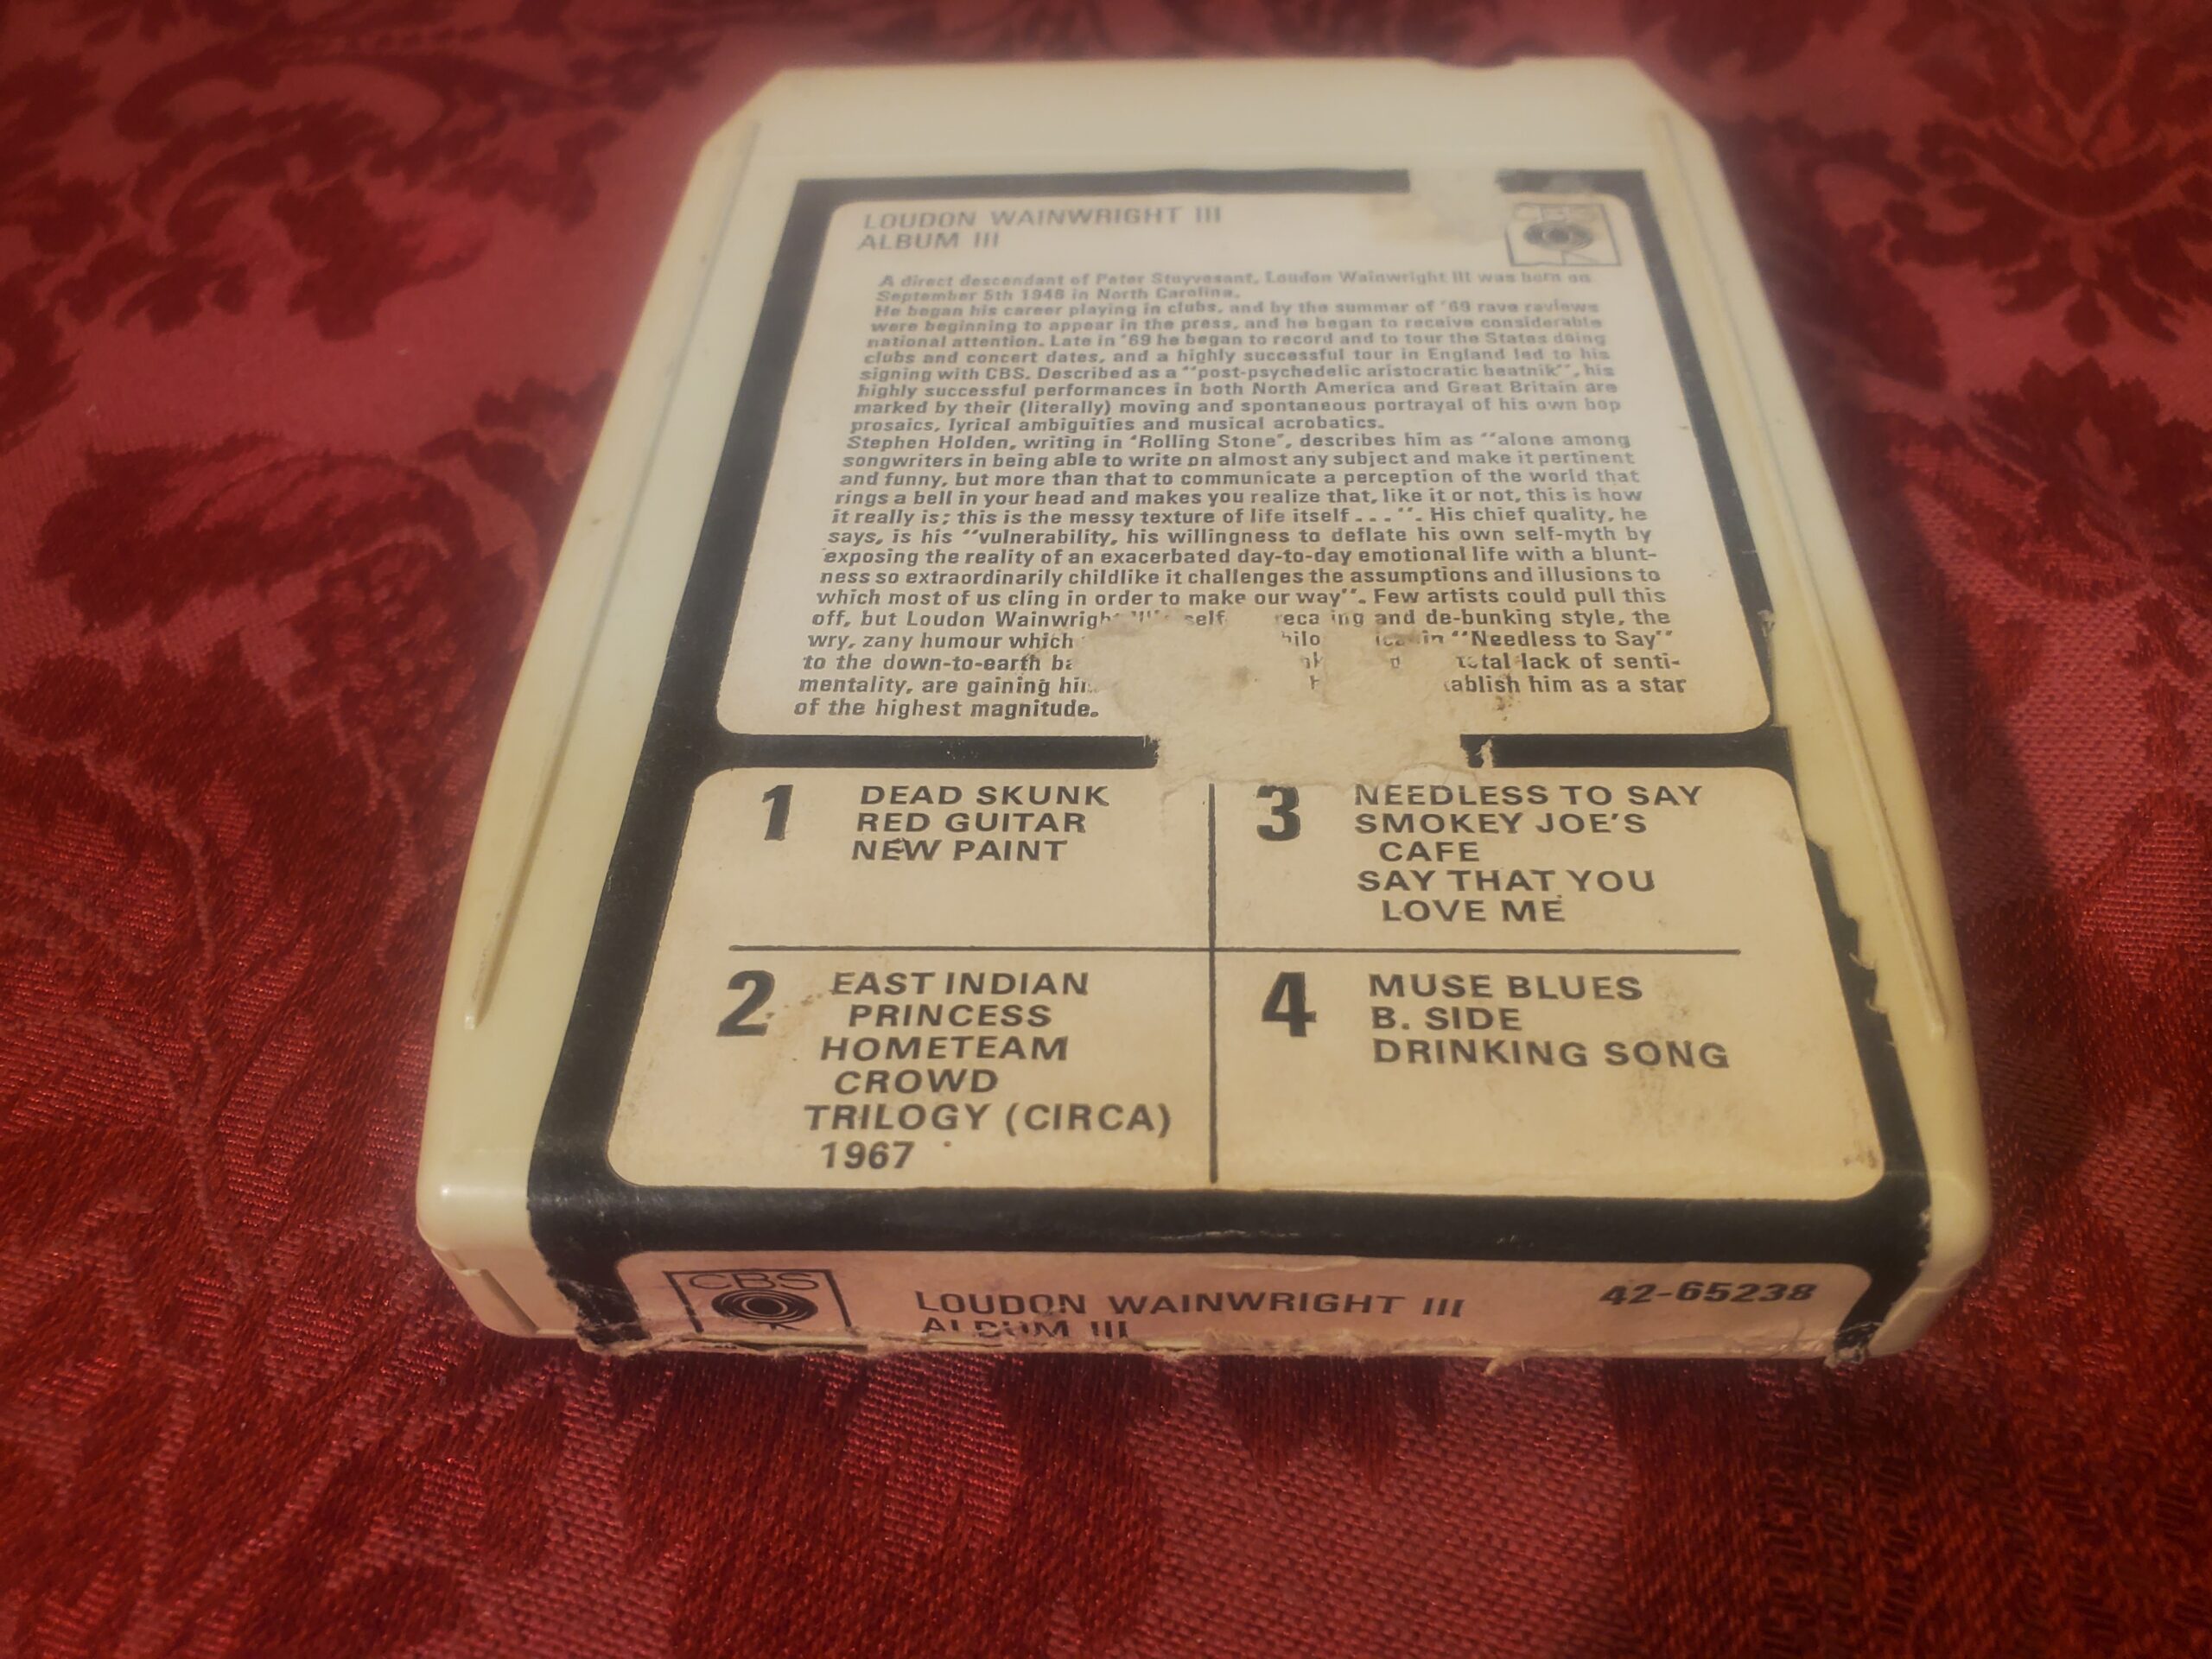 LOUDON WAINWRIGHT III
ALBUM III
CBS
A direct descendant of Peter Stuyvesant, Loudon Wainwright III was born on
September 5th 1946 in North Carolina.
He began his career playing in clubs, and by the summer of '69 rave reviews
were beginning to appear in the press, and he began to receive considerable
national attention. Late in '69 he began to record and to tour the States doing
clubs and concert dates, and a highly successful tour in England led to his
signing with CBS. Described as a "post-psychedelic aristocratic beatnik", his
highly successful performances in both North America and Great Britain are
marked by their (literally) moving and spontaneous portrayal of his own bop
prosaics, lyrical ambiguities and musical acrobatics.
Stephen Holden, writing in 'Rolling Stone', describes him as "alone among
songwriters in being able to write on almost any subject and make it pertinent
and funny, but more than that to communicate a perception of the world that
rings a bell in your head and makes you realize that, like it or not, this is how
it really is; this is the messy texture of life itself . . . ". His chief quality, he
says, is his "vulnerability, his willingness to deflate his own self-myth by
exposing the reality of an exacerbated day-to-day emotional life with a blunt-
ness so extraordinarily childlike it challenges the assumptions and illusions to
which most of us cling in order to make our way". Few artists could pull this
off, but Loudon self and de-bunking style, the
wry, zany humour which in "Needless to Say"
to the down-to-earth total lack of senti-
mentality, are gaining him as a star
of the highest magnitude.
1 DEAD SKUNK
RED GUITAR
NEW PAINT
2 EAST INDIAN
PRINCESS
HOMETEAM
CROWD
TRILOGY (CIRCA)
1967
3 NEEDLESS TO SAY
SMOKEY JOE'S
CAFE
SAY THAT YOU
LOVE ME
4 MUSE BLUES
B. SIDE
DRINKING SONG
CBS
LOUDON WAINWRIGHT III
ALBUM III
42-65238